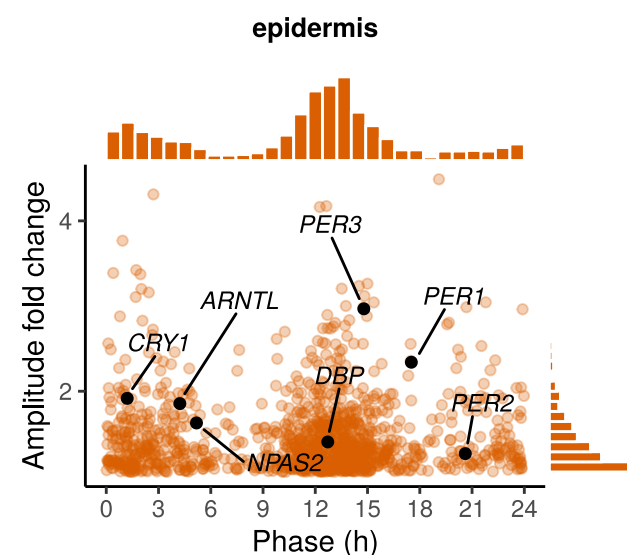 epidermis
4
2
Amplitude fold change
PER3
ARNTL
PER1
CRY1
DBP
PER2
NPAS2
0 3 6 9 12 15 18 21 24
Phase (h)